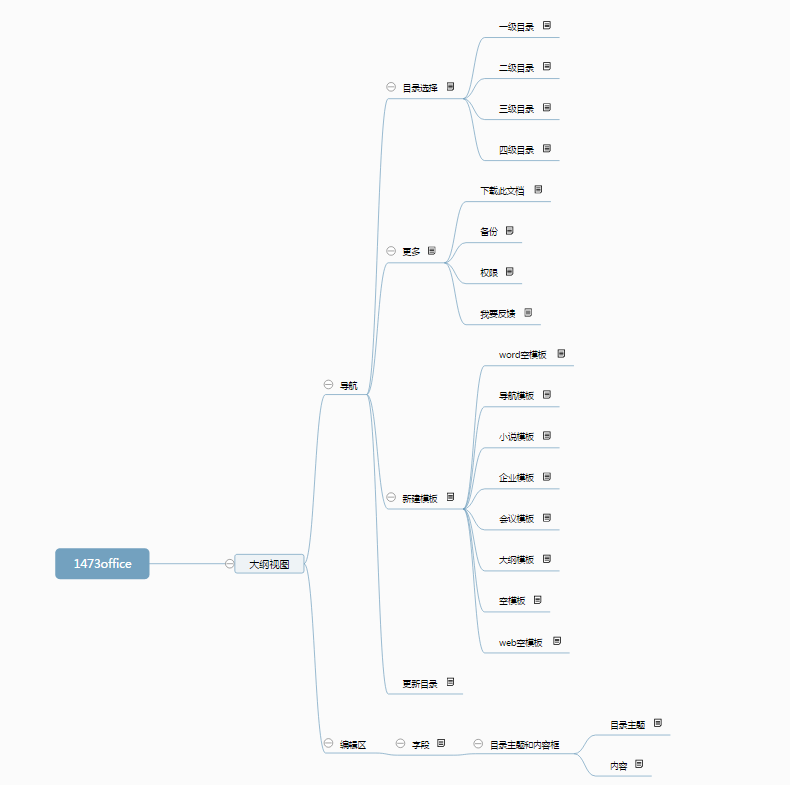 1473office
大纲视图
导航
目录选择
一级目录
二级目录
三级目录
四级目录
更多
下载此文档
备份
权限
我要反馈
新建模板
word空模板
导航模板
小说模板
企业模板
会议模板
大纲模板
空模板
web空模板
更新目录
编辑区
字段
目录主题和内容框
目录主题
内容